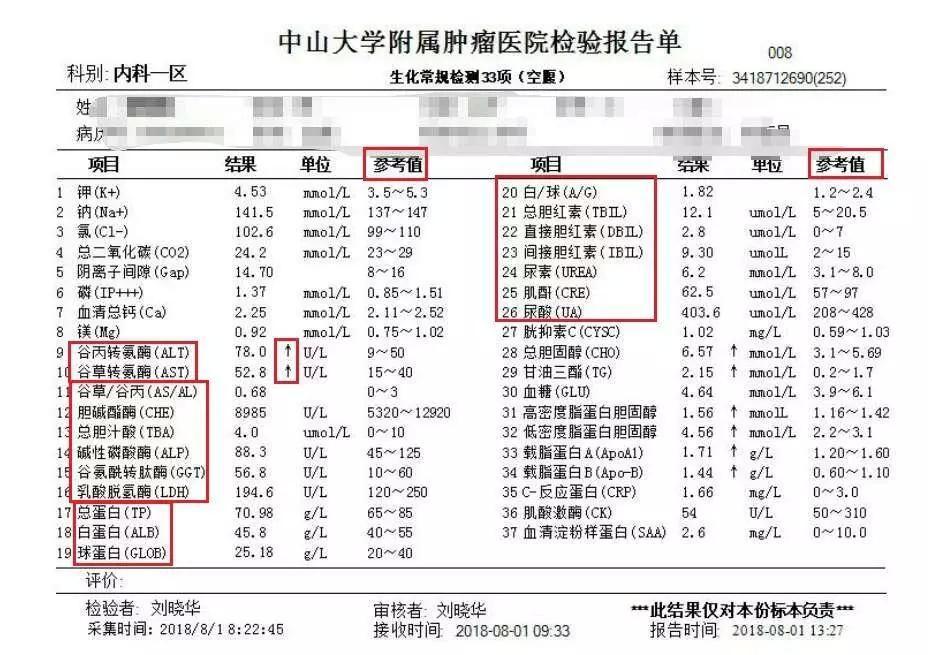 中山大学附属肿瘤医院检验报告单
008
科别: 内科一区 生化常规检测33项 (空腹) 样本号: 3418712690(252)
姓
病历
项目 结果 单位 参考值 项目 结果 单位 参考值
1 钾(K+) 4.53 mmol/L 3.5~5.3 20 白/球(A/G) 1.82 1.2~2.4
2 钠(Na+) 141.5 mmol/L 137~147 21 总胆红素(TBIL) 12.1 umol/L 5~20.5
3 氯(Cl-) 102.6 mmol/L 99~110 22 直接胆红素(DBIL) 2.8 umol/L 0~7
4 总二氧化碳(CO2) 24.2 mmol/L 23~29 23 间接胆红素(IBIL) 9.30 umolL 2~15
5 阴离子间隙(Gap) 14.70 8~16 24 尿素(UREA) 6.2 mmol/L 3.1~8.0
6 磷(IP+++) 1.37 mmol/L 0.85~1.51 25 肌酐(CRE) 62.5 umol/L 57~97
7 血清总钙(Ca) 2.25 mmol/L 2.11~2.52 26 尿酸(UA) 403.6 umol/L 208~428
8 镁(Mg) 0.92 mmol/L 0.75~1.02 27 胱抑素C(CYSC) 1.02 mg/L 0.59~1.03
9 谷丙转氨酶(ALT) 78.0 ↑ U/L 9~50 28 总胆固醇(CHO) 6.57 ↑ mmol/L 3.1~5.69
10 谷草转氨酶(AST) 52.8 ↑ U/L 15~40 29 甘油三酯(TG) 2.15 ↑ mmol/L 0.2~1.7
11 谷草/谷丙(AS/AL) 0.68 0~3 30 血糖(GLU) 4.64 mmol/L 3.9~6.1
12 胆碱酯酶(CHE) 8985 U/L 5320~12920 31 高密度脂蛋白胆固醇 1.56 ↑ mmolL 1.16~1.42
13 总胆汁酸(TBA) 4.0 umol/L 0~10 32 低密度脂蛋白胆固醇 4.56 ↑ mmol/L 2.2~3.1
14 碱性磷酸酶(ALP) 88.3 U/L 45~125 33 载脂蛋白A(ApoA1) 1.71 ↑ g/L 1.20~1.60
15 谷氨酰转肽酶(GGT) 56.8 U/L 10~60 34 载脂蛋白B(Apo-B) 1.44 ↑ g/L 0.60~1.10
16 乳酸脱氢酶(LDH) 194.6 U/L 120~250 35 C-反应蛋白(CRP) 1.66 mg/L 0~3.0
17 总蛋白(TP) 70.98 g/L 65~85 36 肌酸激酶(CK) 54 U/L 50~310
18 白蛋白(ALB) 45.8 g/L 40~55 37 血清淀粉样蛋白(SAA) 2.6 mg/L 0~10.0
19 球蛋白(GLOB) 25.18 g/L 20~40
评价:
检验者: 刘晓华 审核者: 刘晓华 ***此结果仅对本份标本负责***
采集时间: 2018/8/1 8:22:45 接收时间: 2018-08-01 09:33 报告时间: 2018-08-01 13:27